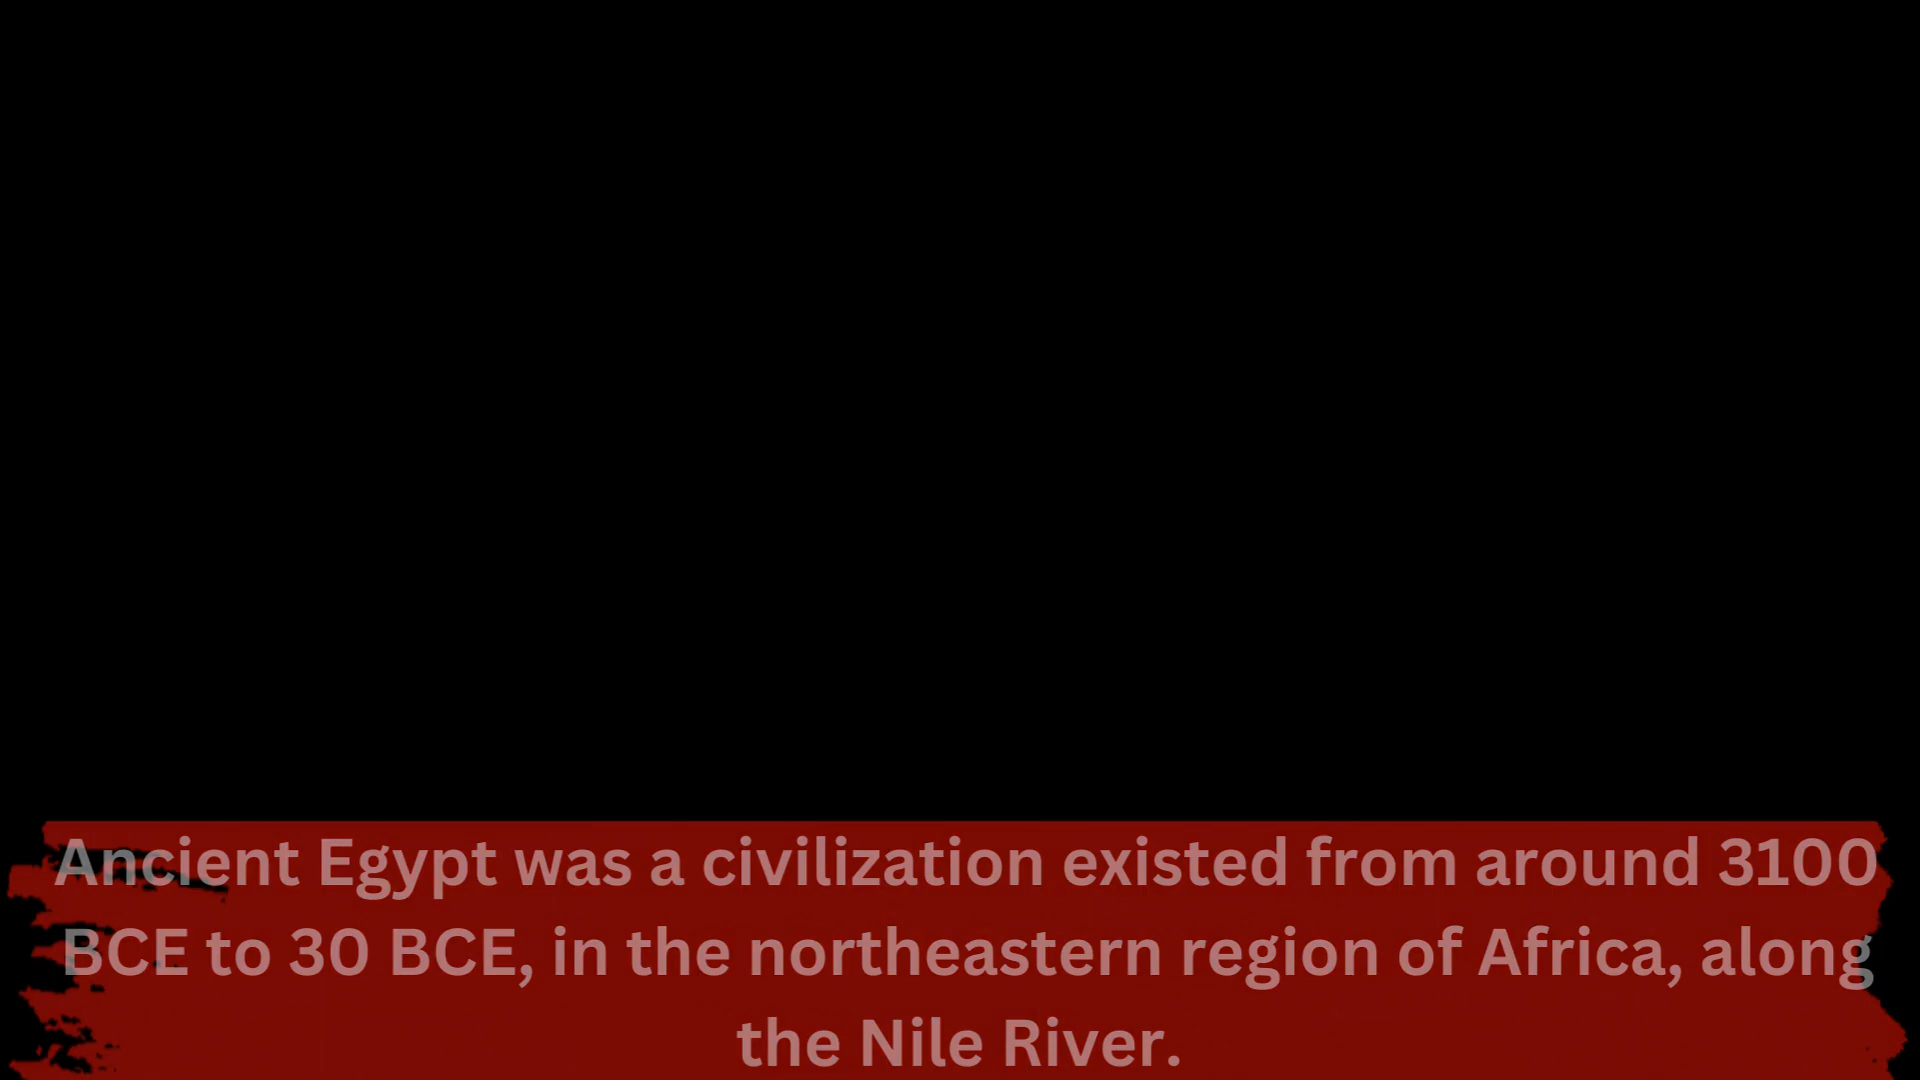 Ancient Egypt was a civilization existed from around 3100
BCE to 30 BCE, in the northeastern region of Africa, along
the Nile River.